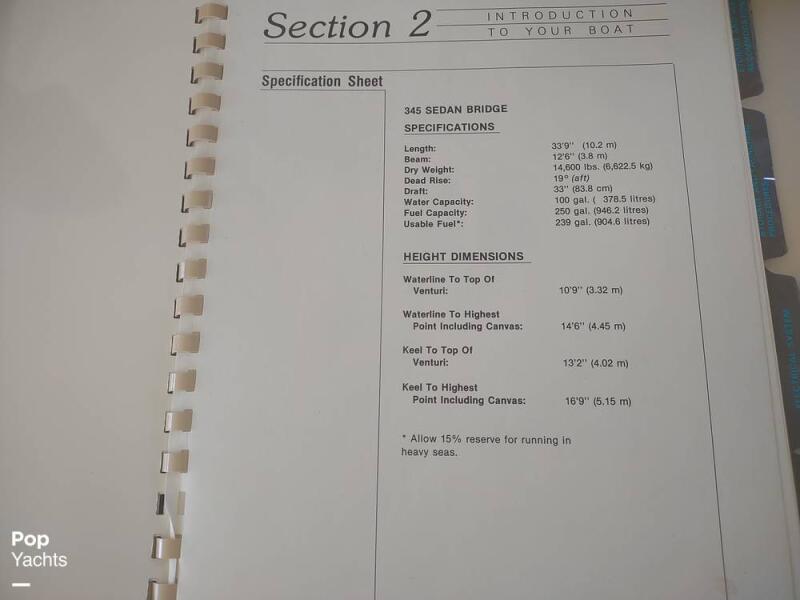 Section 2
INTRODUCTION
TO YOUR BOAT
Specification Sheet
345 SEDAN BRIDGE
SPECIFICATIONS
Length: 33'9" (10.2 m)
Beam: 12'6" (3.8 m)
Dry Weight: 14,600 lbs. (6,622.5 kg)
Dead Rise: 19° (aft)
Draft: 33" (83.8 cm)
Water Capacity: 100 gal. ( 378.5 litres)
Fuel Capacity: 250 gal. (946.2 litres)
Usable Fuel*: 239 gal. (904.6 litres)
HEIGHT DIMENSIONS
Waterline To Top Of
Venturi: 10'9" (3.32 m)
Waterline To Highest
Point Including Canvas: 14'6" (4.45 m)
Keel To Top Of
Venturi: 13'2" (4.02 m)
Keel To Highest
Point Including Canvas: 16'9" (5.15 m)
* Allow 15% reserve for running in
heavy seas.
PROCEDURES
ELECTRICAL SYSTEM
Pop
Yachts